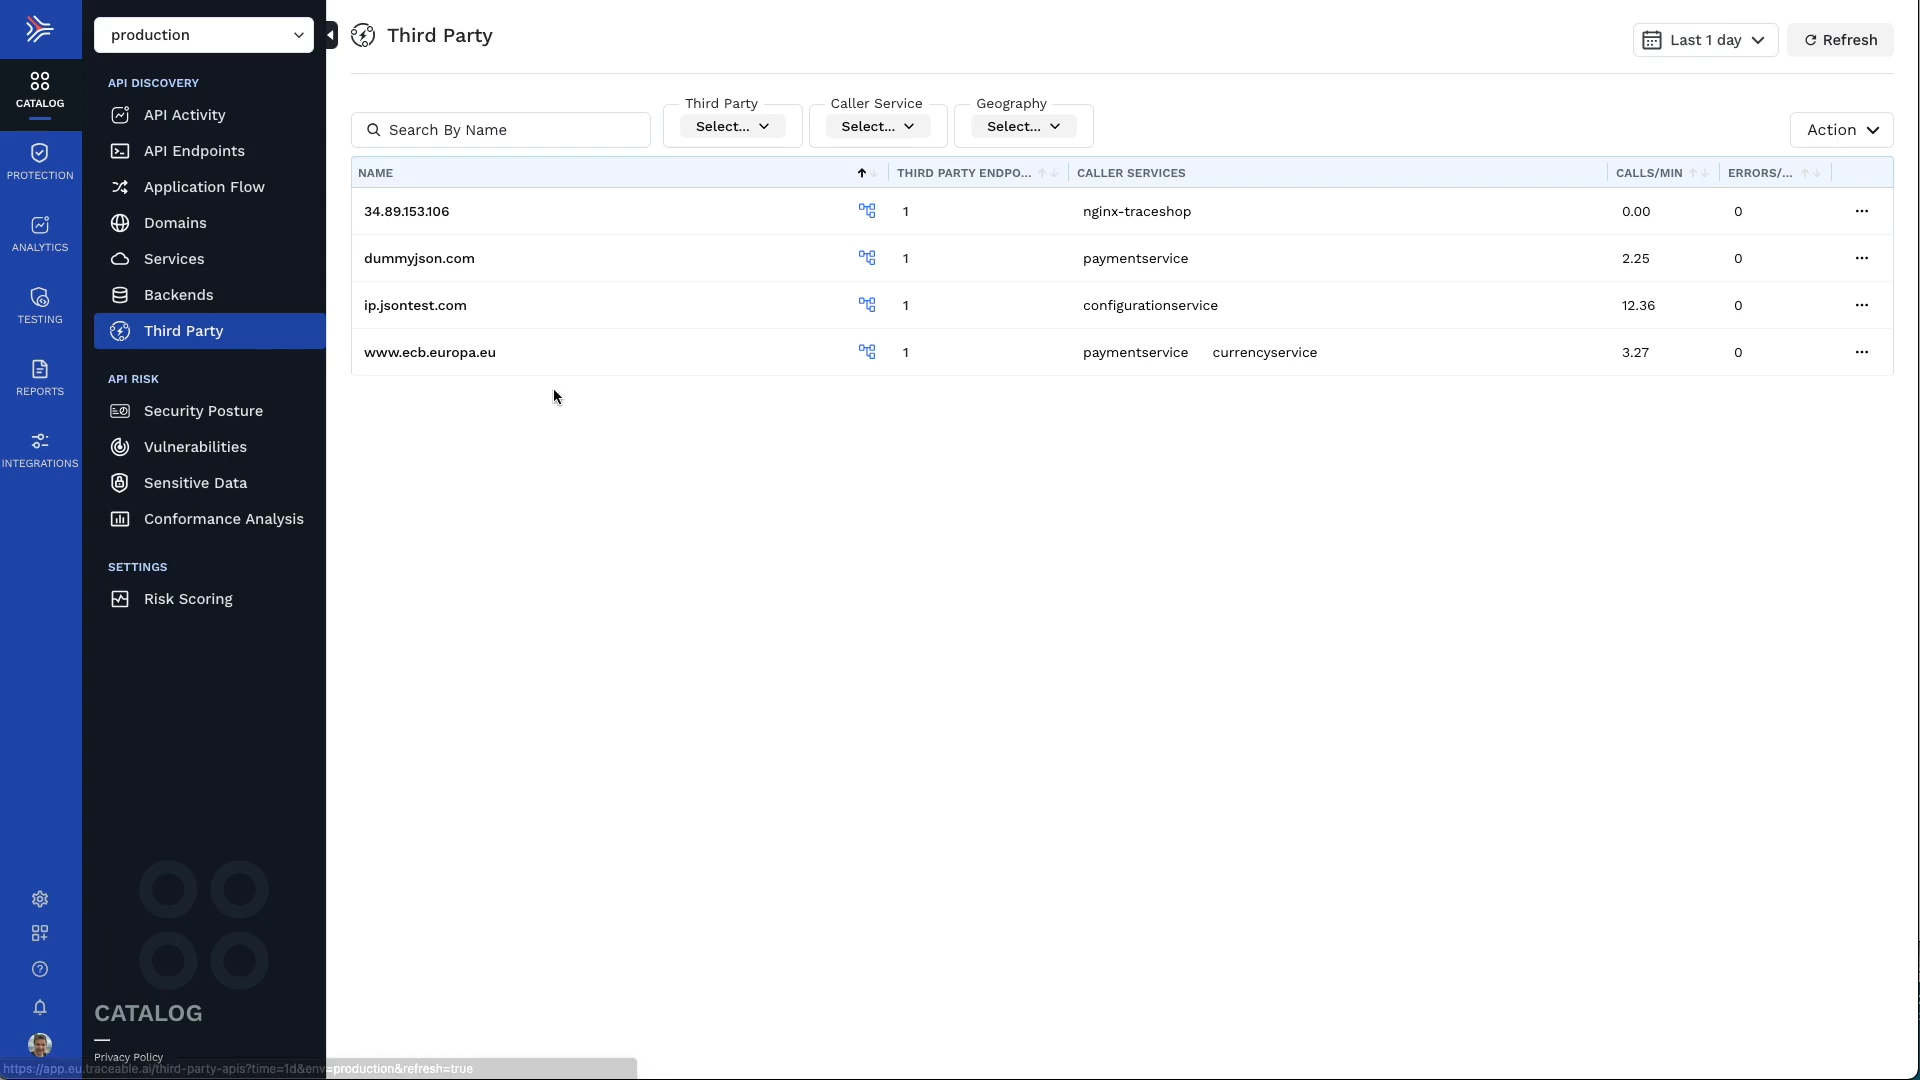 production
Third Party
Last 1 day
Refresh
CATALOG
PROTECTION
ANALYTICS
TESTING
REPORTS
INTEGRATIONS
API DISCOVERY
API Activity
API Endpoints
Application Flow
Domains
Services
Backends
Third Party
API RISK
Security Posture
Vulnerabilities
Sensitive Data
Conformance Analysis
SETTINGS
Risk Scoring
CATALOG
Privacy Policy
Search By Name
Third Party
Select...
Caller Service
Select...
Geography
Select...
Action
NAME THIRD PARTY ENDPO... CALLER SERVICES CALLS/MIN ERRORS/...
34.89.153.106 1 nginx-traceshop 0.00 0
dummyjson.com 1 paymentservice 2.25 0
ip.jsontest.com 1 configurationservice 12.36 0
www.ecb.europa.eu 1 paymentservice currencyservice 3.27 0
https://app.eu.traceable.ai/third-party-apis?time=1d&env=production&refresh=true